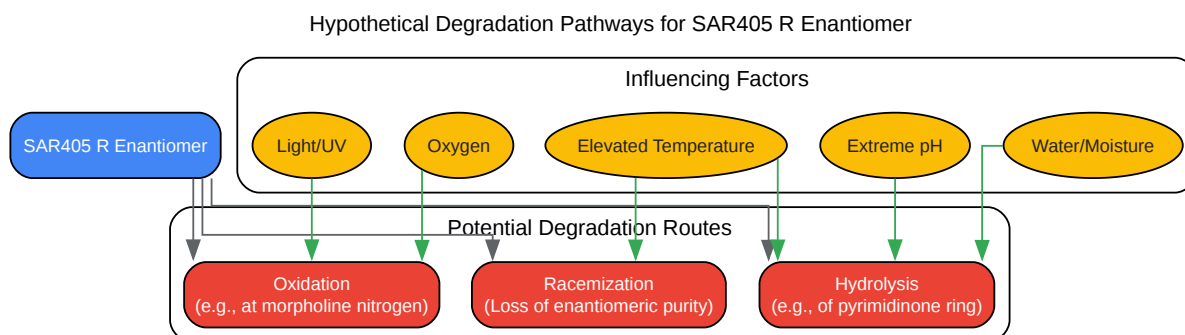 Hypothetical Degradation Pathways for SAR405 R Enantiomer
Influencing Factors
SAR405 R Enantiomer
Light/UV
Oxygen
Elevated Temperature
Extreme pH
Water/Moisture
Potential Degradation Routes
Oxidation
(e.g., at morpholine nitrogen)
Racemization
(Loss of enantiomeric purity)
Hydrolysis
(e.g., of pyrimidinone ring)